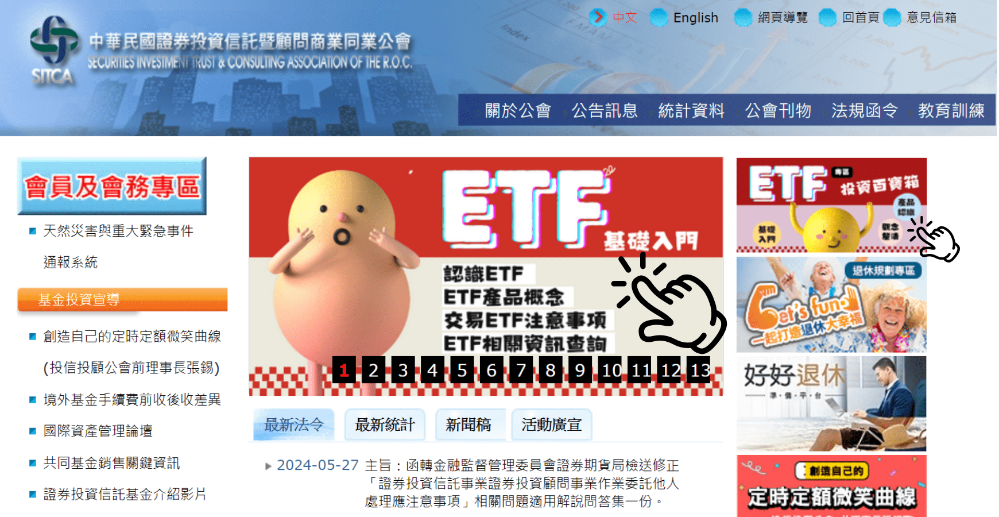 中文 English 網頁導覽 回首頁 意見信箱
SITCA
中華民國證券投資信託暨顧問商業同業公會
SECURITIES INVESTMENT TRUST & CONSULTING ASSOCIATION OF THE R.O.C.
關於公會 公告訊息 統計資料 公會刊物 法規函令 教育訓練
會員及會務專區
天然災害與重大緊急事件
通報系統
基金投資宣導
創造自己的定時定額微笑曲線
(投信投顧公會前理事長張錫)
境外基金手續費前收後收差異
國際資產管理論壇
共同基金銷售關鍵資訊
證券投資信託基金介紹影片
ETF
基礎入門
認識ETF
ETF產品概念
交易ETF注意事項
ETF相關資訊查詢
1 2 3 4 5 6 7 8 9 10 11 12 13
最新法令 最新統計 新聞稿 活動廣宣
2024-05-27 主旨：函轉金融監督管理委員會證券期貨局檢送修正
「證券投資信託事業證券投資顧問事業作業委託他人
處理應注意事項」相關問題適用解說問答集一份。
ETF 專區
投資百寶箱
產品
認識
基礎
入門
觀念
釐清
退休規劃專區
Let's fun
一起打造退休大幸福
好好退休
準·備·平·台
創造自己的
定時定額微笑曲線